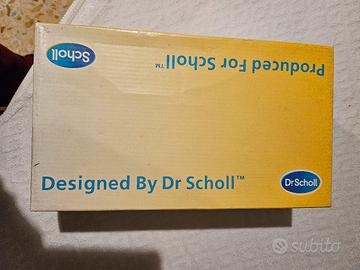 Scholl
Produced For Scholl™
Designed By Dr Scholl™
Dr Scholl
subito